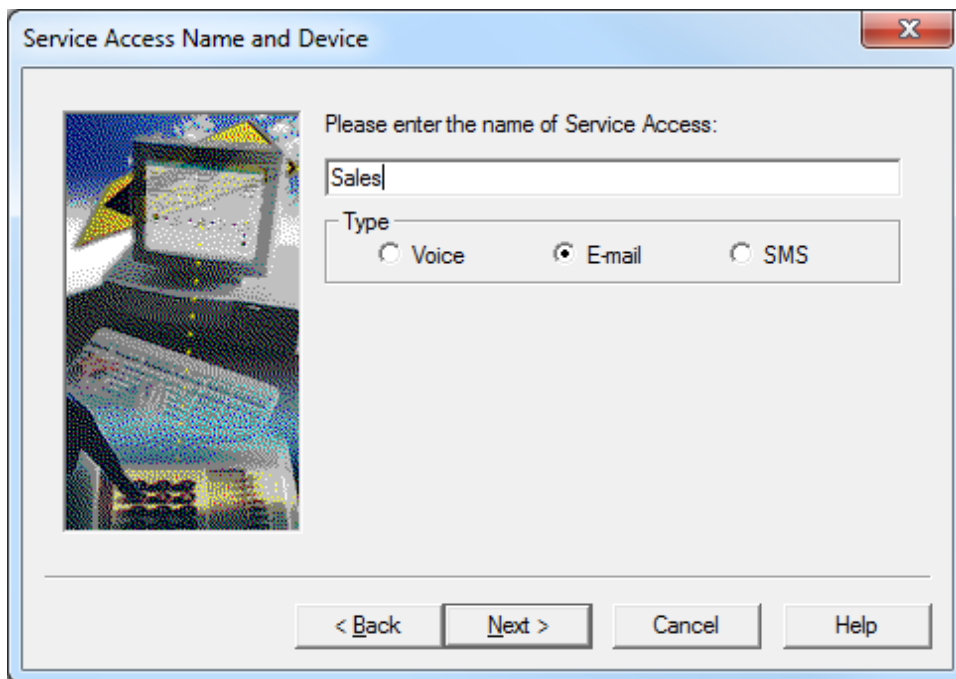 Service Access Name and Device
Please enter the name of Service Access:
Sales
Type
Voice E-mail SMS
< Back Next > Cancel Help